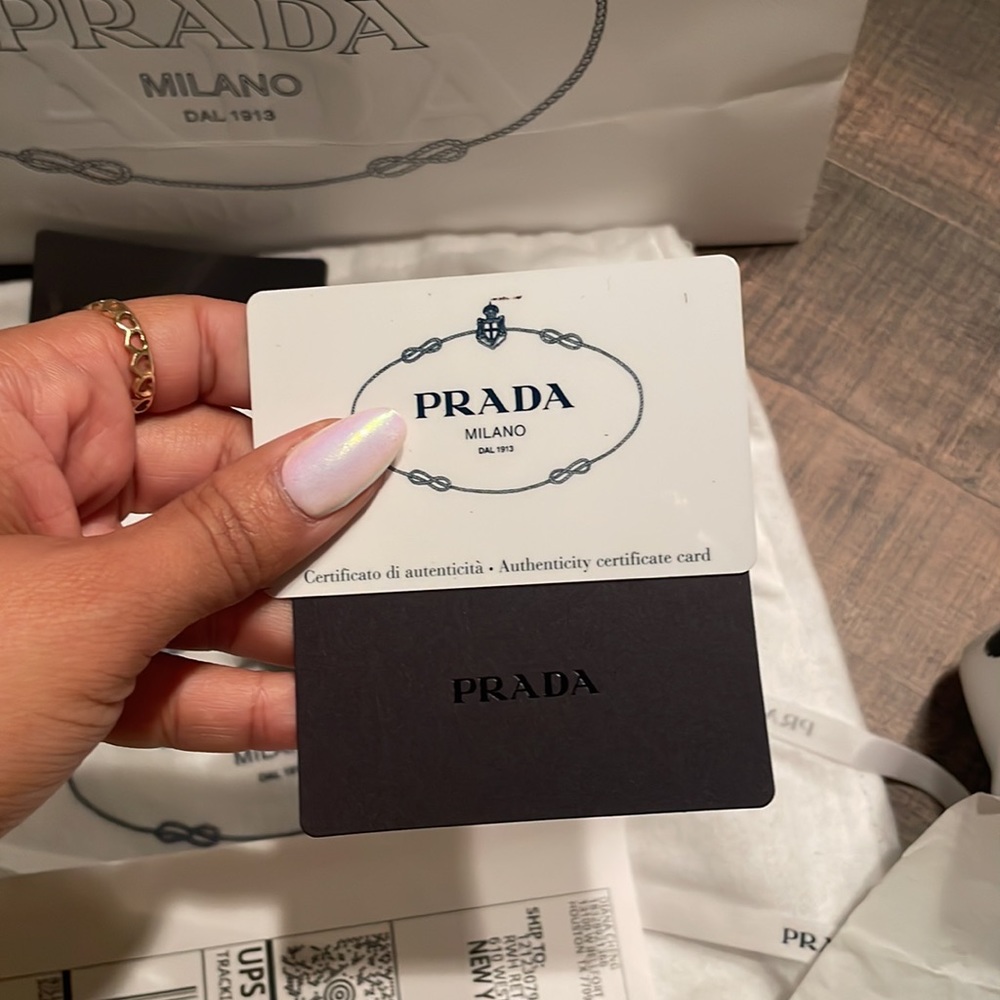 PRADA
MILANO
DAL 1913
PRADA
MILANO
DAL 1913
Certificato di autenticità • Authenticity certificate card
PRADA
UPS
SHIP TO: